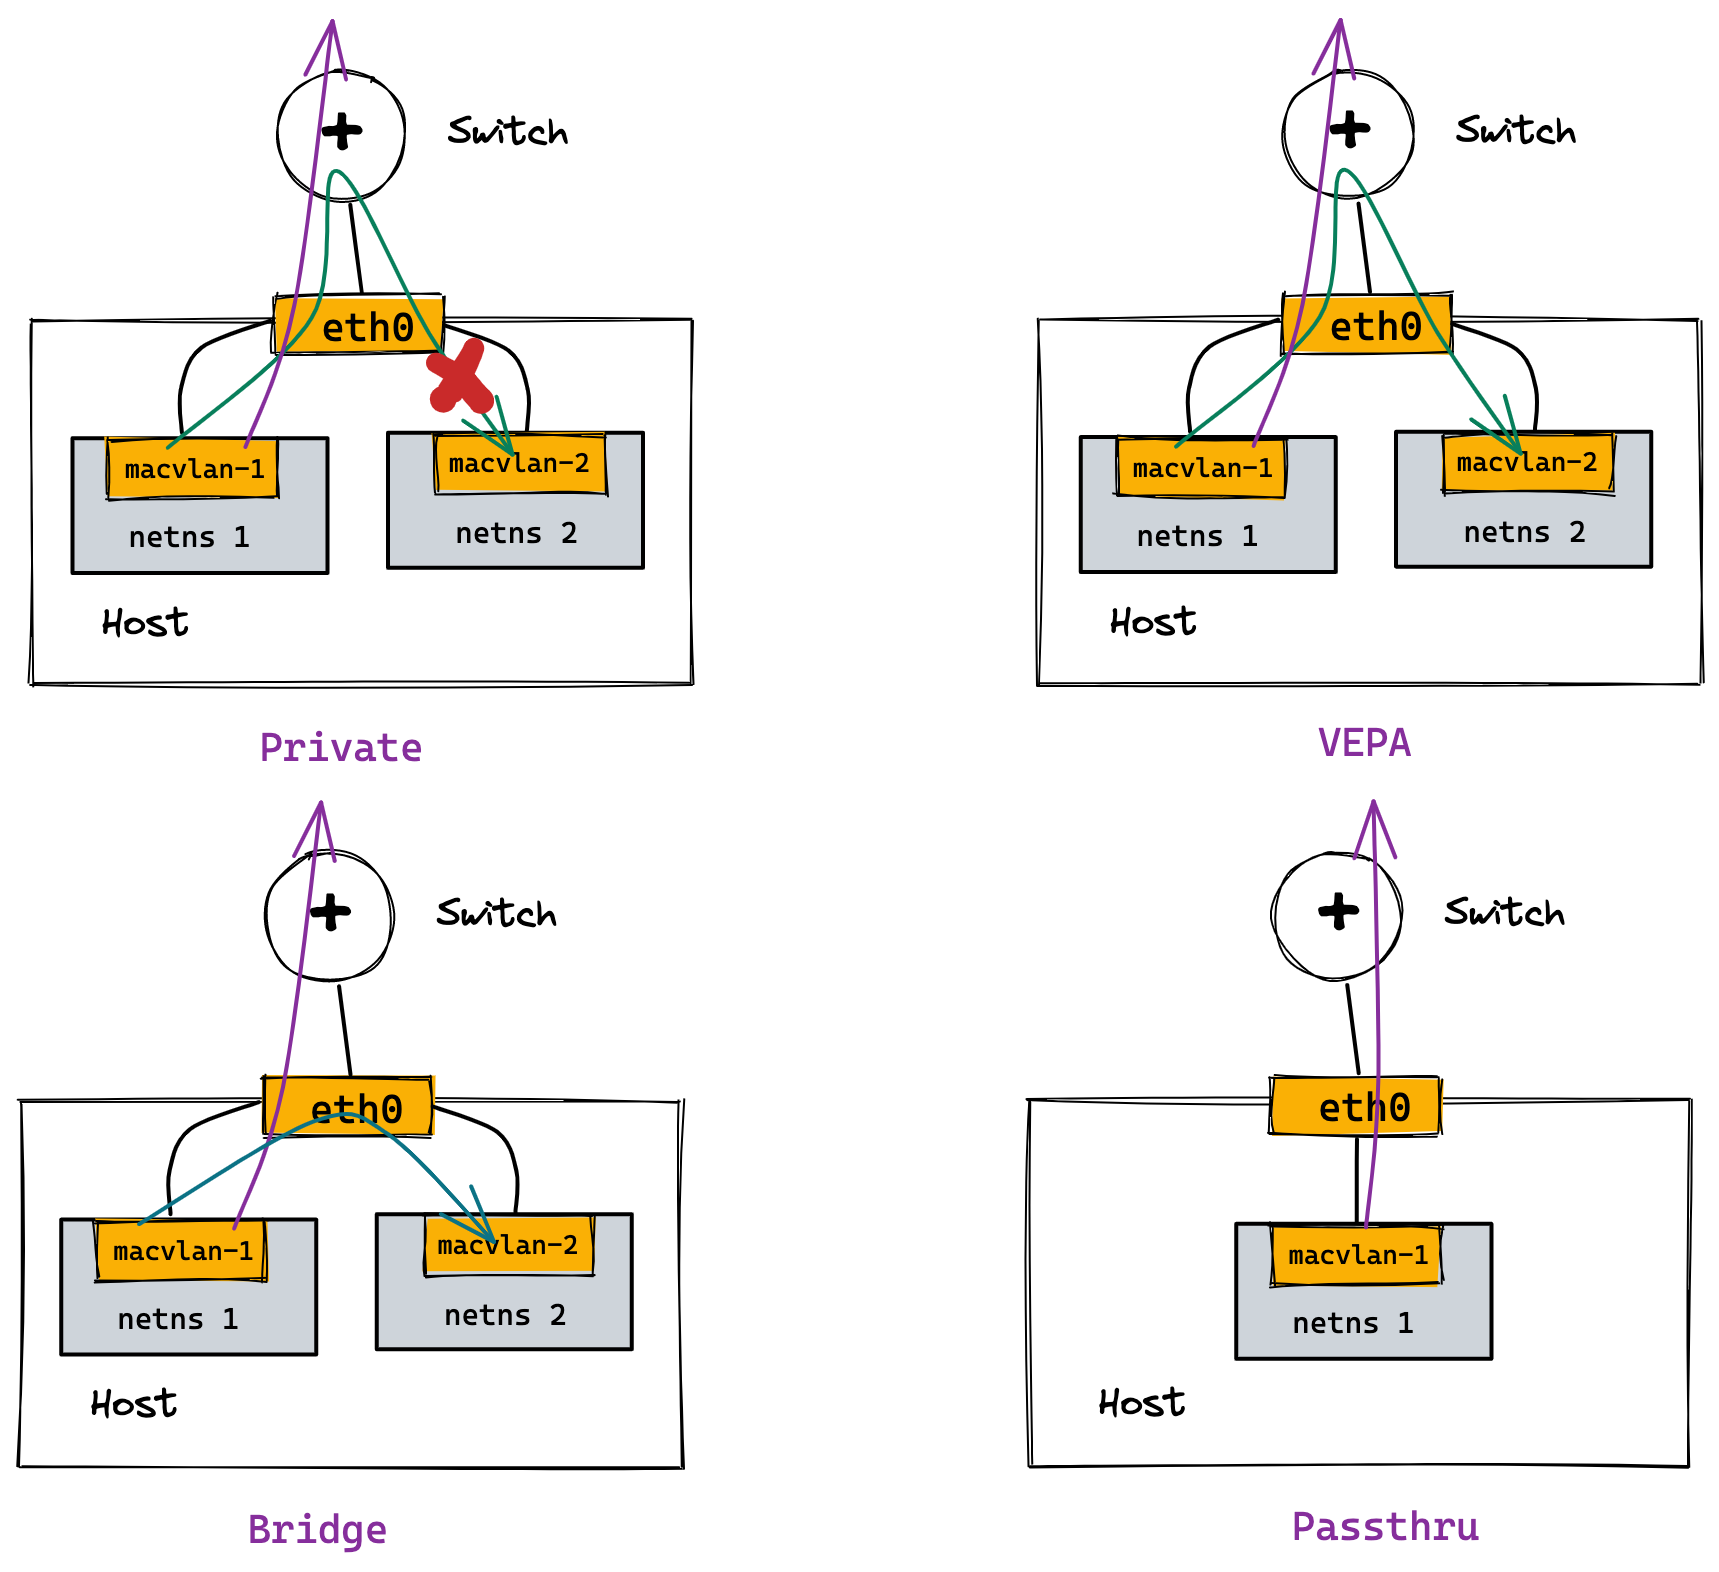 Switch
eth0
macvlan-1
macvlan-2
netns 1
netns 2
Host
Private
Switch
eth0
macvlan-1
macvlan-2
netns 1
netns 2
Host
VEPA
Switch
eth0
macvlan-1
macvlan-2
netns 1
netns 2
Host
Bridge
Switch
eth0
macvlan-1
netns 1
Host
Passthru